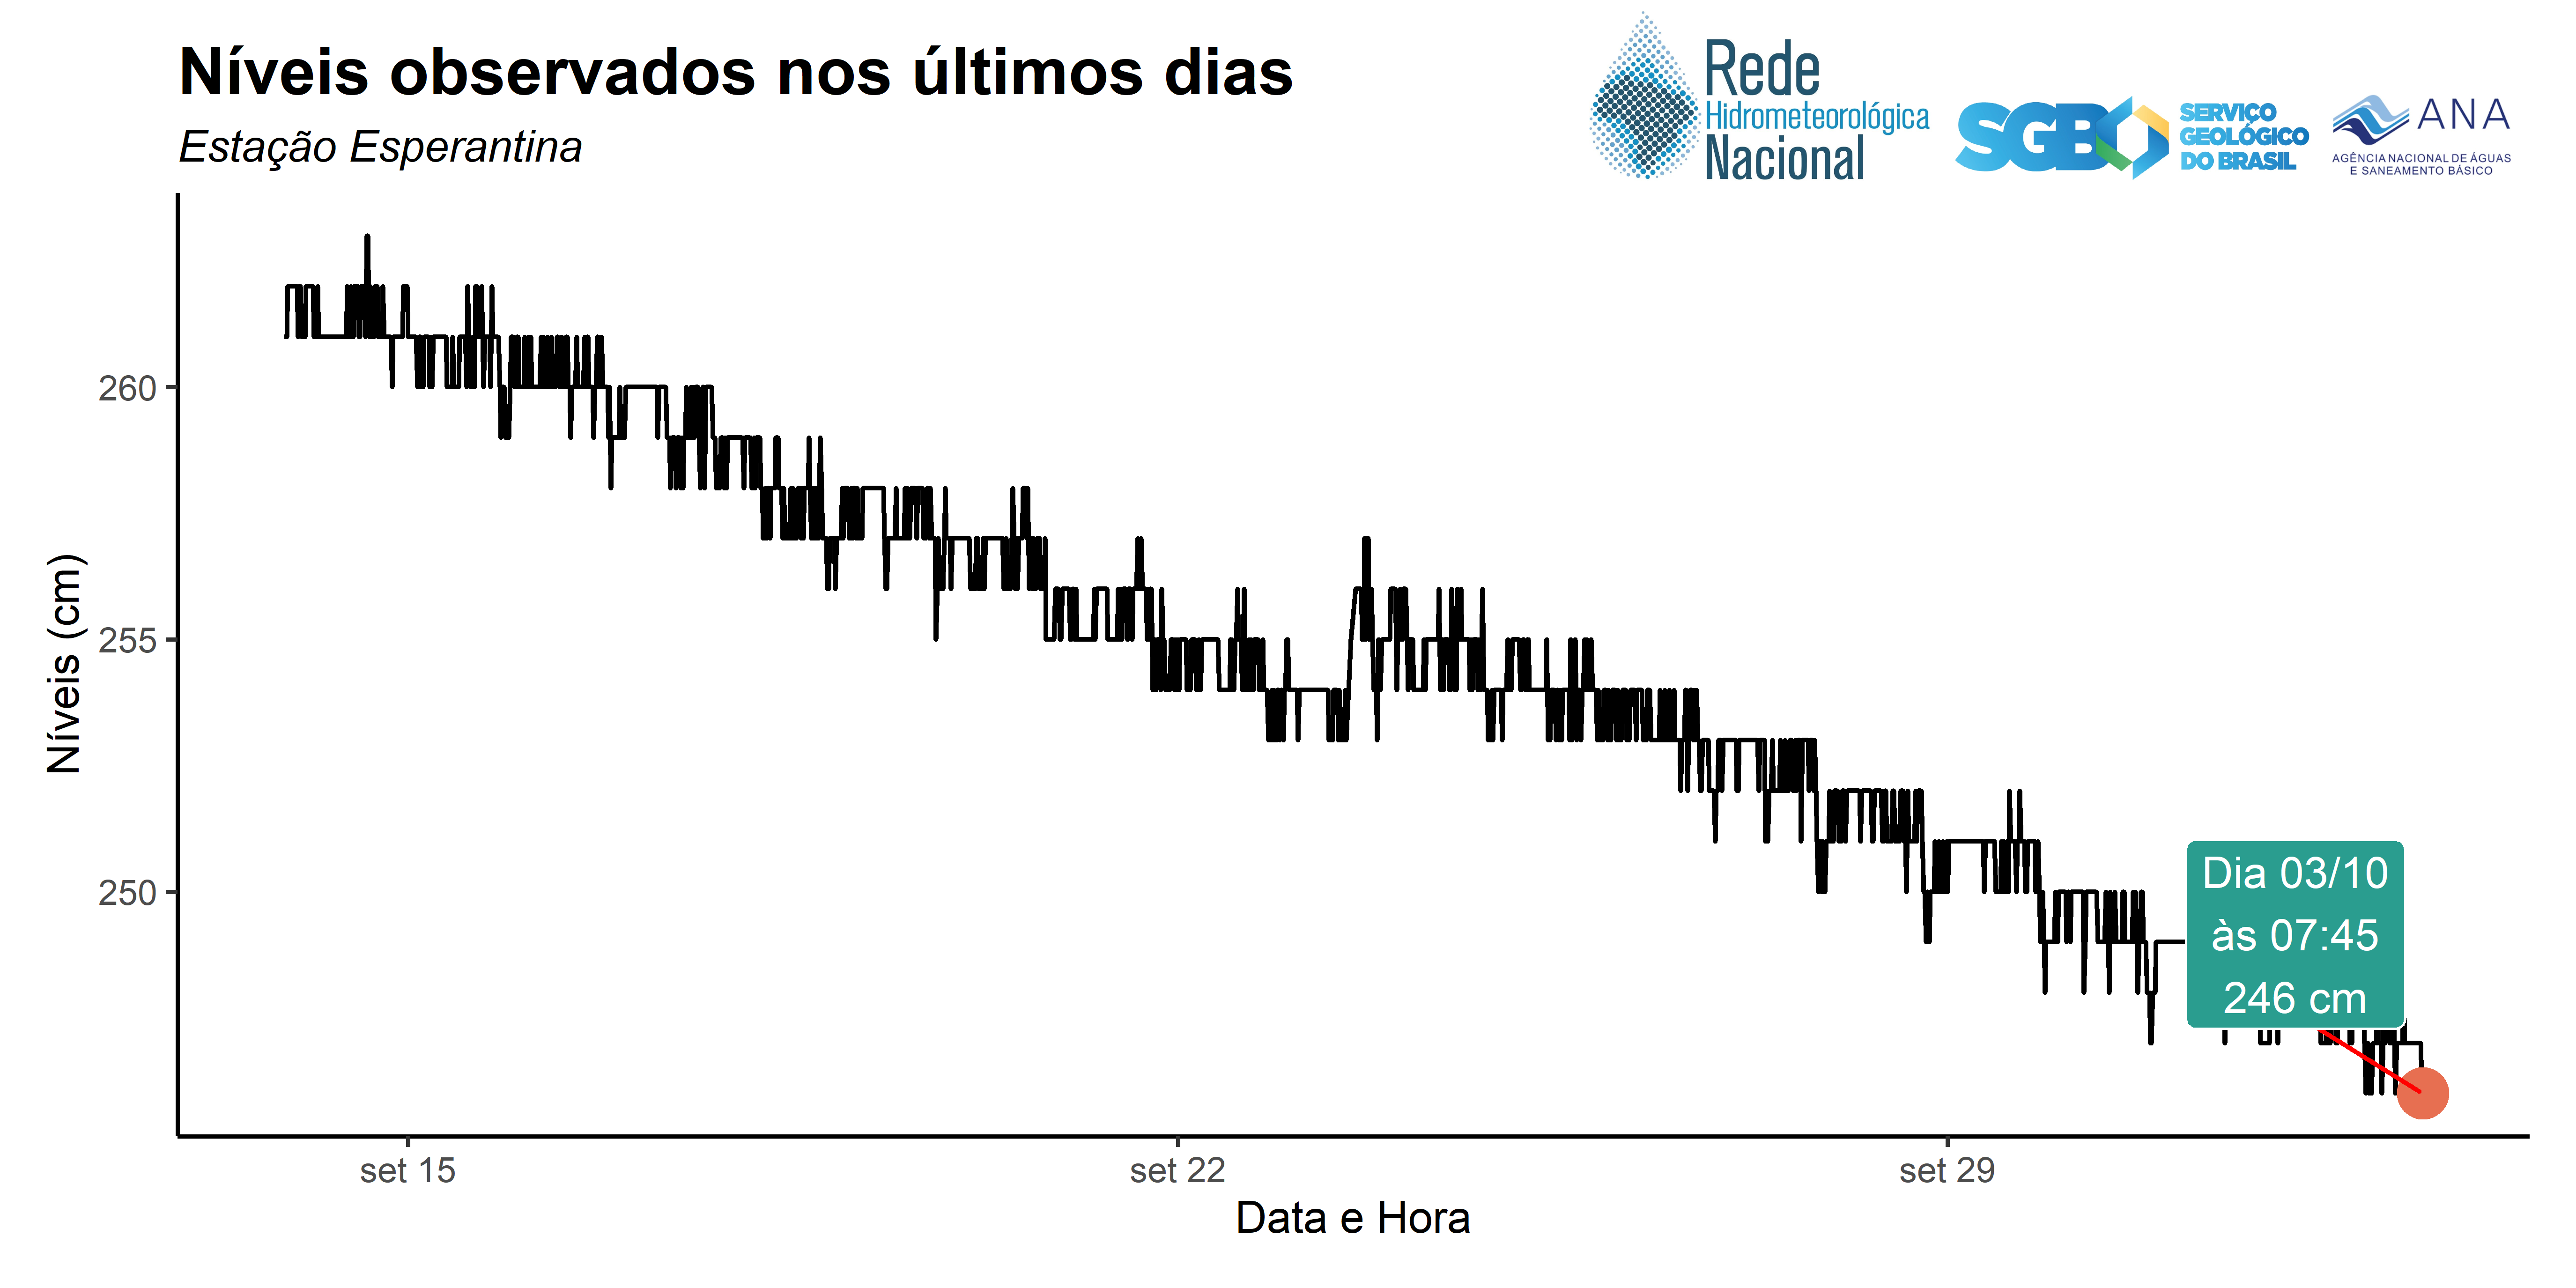 Níveis observados nos últimos dias
Estação Esperantina
Rede
Hidrometeorológica
Nacional
SGB
SERVIÇO
GEOLÓGICO
DO BRASIL
ANA
AGÊNCIA NACIONAL DE ÁGUAS
E SANEAMENTO BÁSICO
Níveis (cm)
260
255
250
Dia 03/10
às 07:45
246 cm
set 15
set 22
set 29
Data e Hora